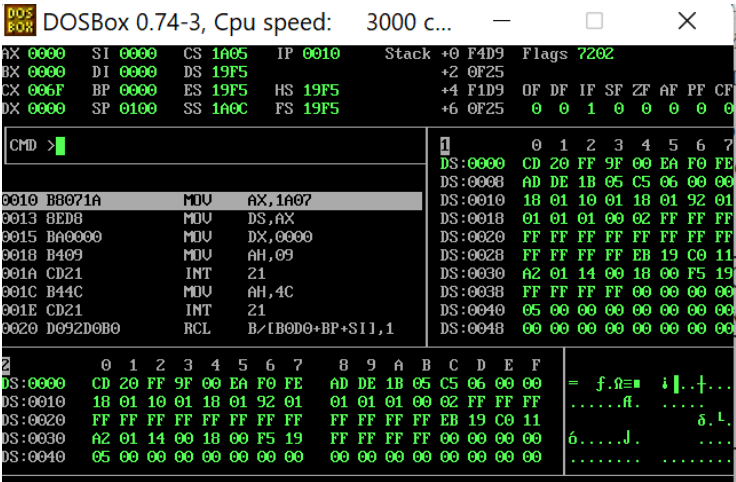 DOS BOX DOSBox 0.74-3, Cpu speed: 3000 c...
AX 0000 SI 0000 CS 1A05 IP 0010 Stack +0 F4D9 Flags 7202
BX 0000 DI 0000 DS 19F5 +2 0F25
CX 006F BP 0000 ES 19F5 HS 19F5 +4 F1D9 OF DF IF SF ZF AF PF CF
DX 0000 SP 0100 SS 1A0C FS 19F5 +6 0F25 0 0 1 0 0 0 0 0
CMD >
1 0 1 2 3 4 5 6 7
DS:0000 CD 20 FF 9F 00 EA F0 FE
DS:0008 AD DE 1B 05 C5 06 00 00
0010 B8071A MOV AX,1A07 DS:0010 18 01 10 01 18 01 92 01
0013 8ED8 MOV DS,AX DS:0018 01 01 01 00 02 FF FF FF
0015 BA0000 MOV DX,0000 DS:0020 FF FF FF FF FF FF FF FF
0018 B409 MOV AH,09 DS:0028 FF FF FF FF EB 19 C0 11
001A CD21 INT 21 DS:0030 A2 01 14 00 18 00 F5 19
001C B44C MOV AH,4C DS:0038 FF FF FF FF 00 00 00 00
001E CD21 INT 21 DS:0040 05 00 00 00 00 00 00 00
0020 D092D0B0 RCL B/[B0D0+BP+SI],1 DS:0048 00 00 00 00 00 00 00 00
2 0 1 2 3 4 5 6 7 8 9 A B C D E F
DS:0000 CD 20 FF 9F 00 EA F0 FE AD DE 1B 05 C5 06 00 00 = ƒ.Ω≡■ ¡▐..┼...
DS:0010 18 01 10 01 18 01 92 01 01 01 01 00 02 FF FF FF ......Æ. .....
DS:0020 FF FF FF FF FF FF FF FF FF FF FF FF EB 19 C0 11 δ.└.
DS:0030 A2 01 14 00 18 00 F5 19 FF FF FF FF 00 00 00 00 ó.....⌡. ....
DS:0040 05 00 00 00 00 00 00 00 00 00 00 00 00 00 00 00 ........ ........